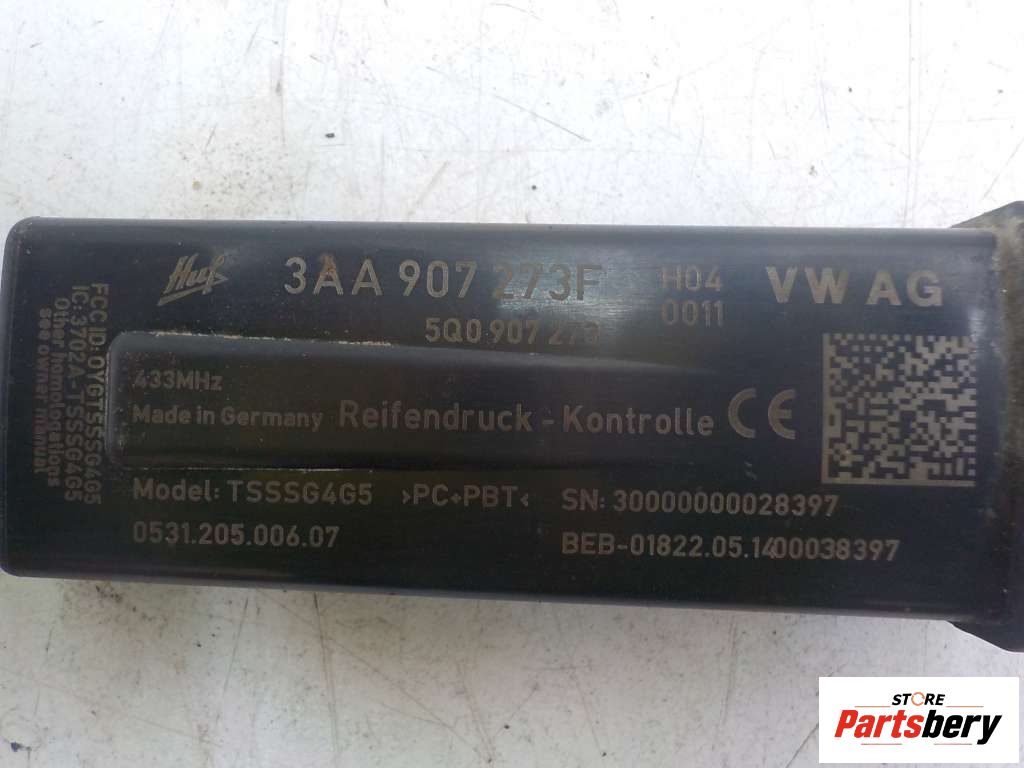 Huf
3AA 907 273F
H04
0011
VW AG
5Q0 907 273
433MHz
Made in Germany Reifendruck - Kontrolle CE
Model: TSSSG4G5 >PC+PBT< SN: 30000000028397
0531.205.006.07
BEB-01822.05.1400038397
FCC ID-OYGTSSSG4G5
IC:3702A-TSSSG4G5
Other homologations
see owner manual
STORE
Partsbery